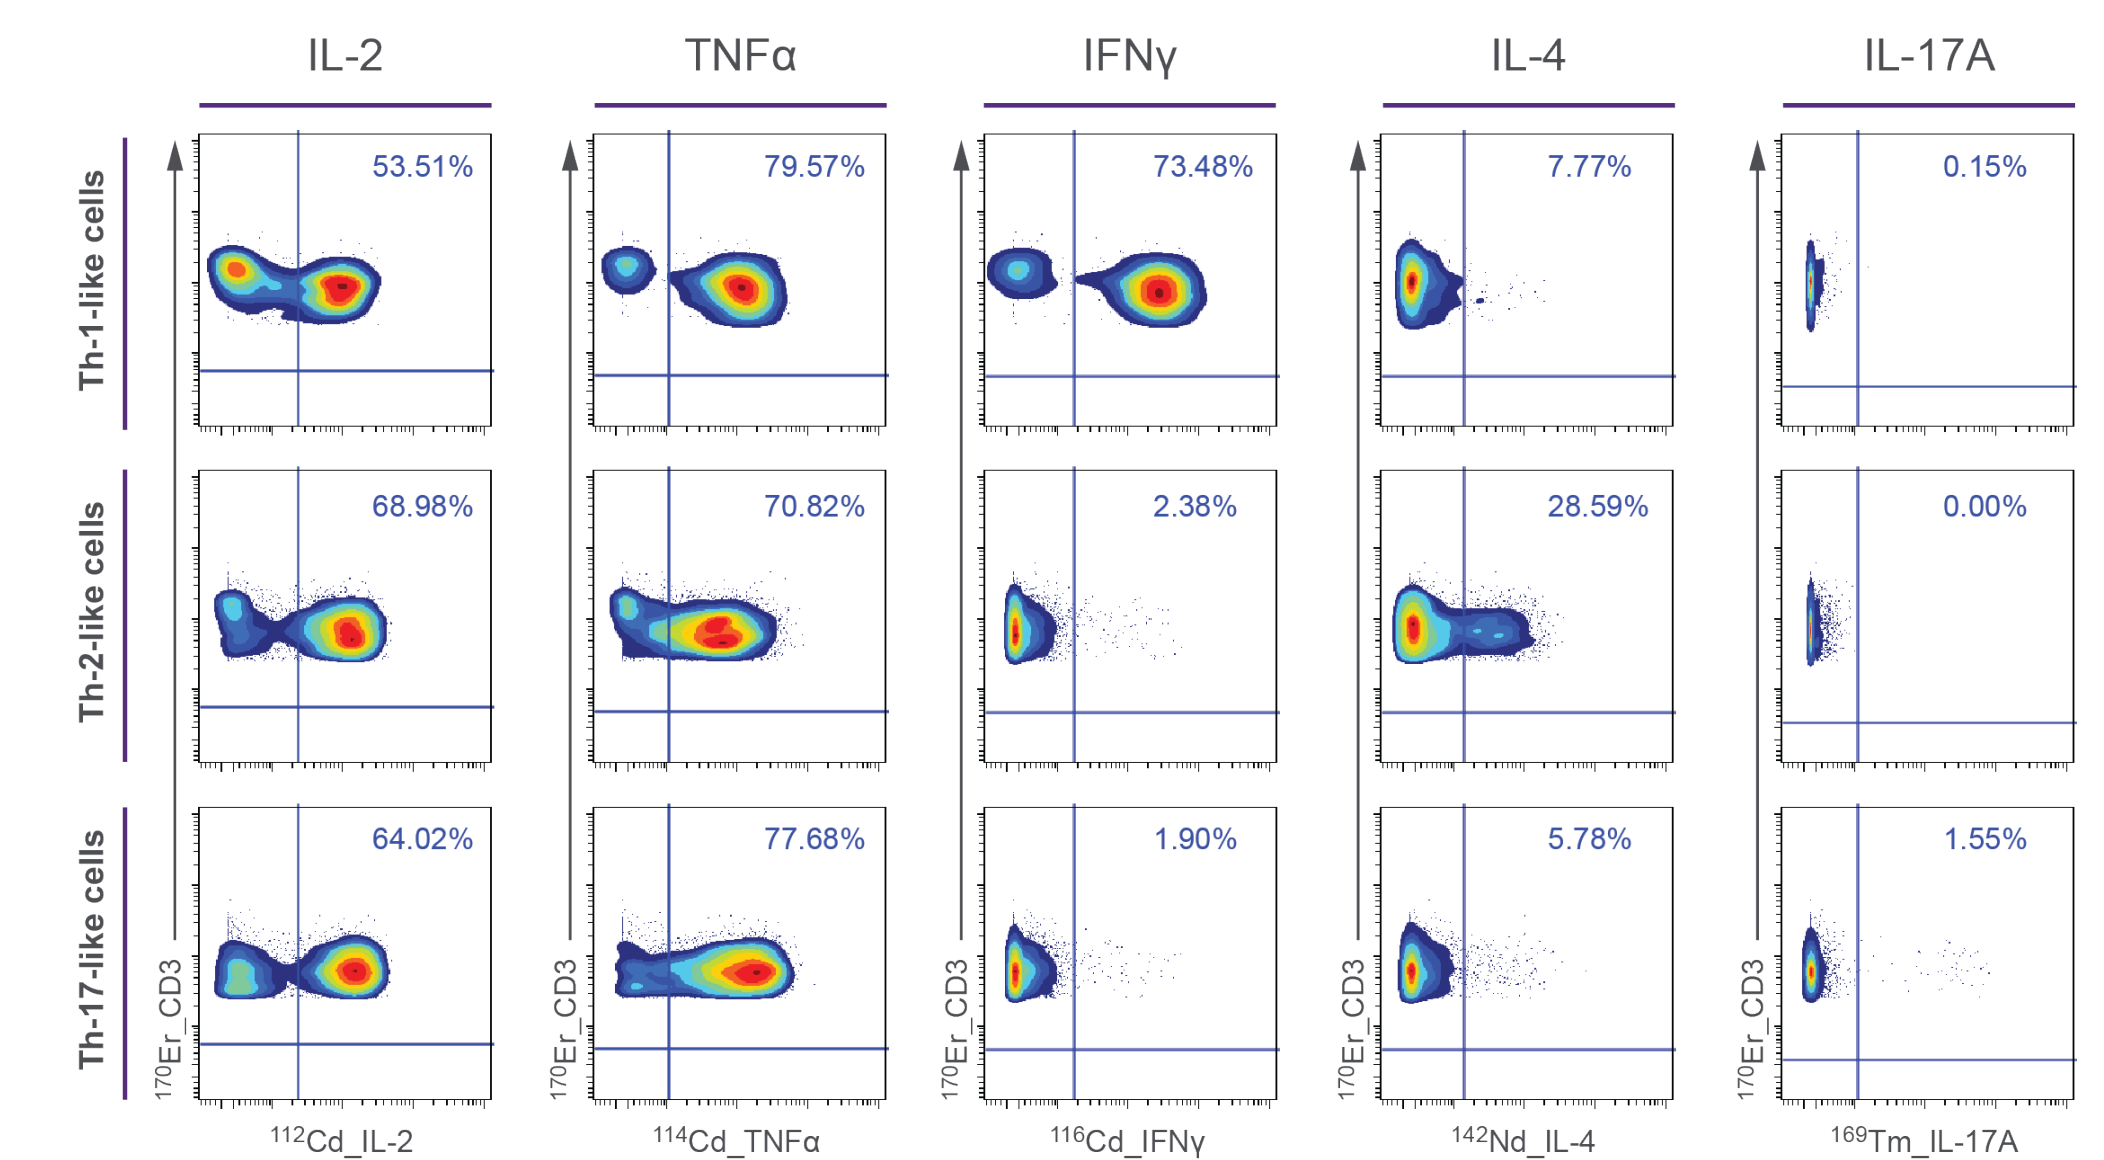 IL-2 TNFα IFNγ IL-4 IL-17A
Th-1-like cells
53.51% 79.57% 73.48% 7.77% 0.15%
Th-2-like cells
68.98% 70.82% 2.38% 28.59% 0.00%
Th-17-like cells
64.02% 77.68% 1.90% 5.78% 1.55%
¹⁷⁰Er_CD3 ¹⁷⁰Er_CD3 ¹⁷⁰Er_CD3 ¹⁷⁰Er_CD3 ¹⁷⁰Er_CD3
¹¹²Cd_IL-2 ¹¹⁴Cd_TNFα ¹¹⁶Cd_IFNγ ¹⁴²Nd_IL-4 ¹⁶⁹Tm_IL-17A